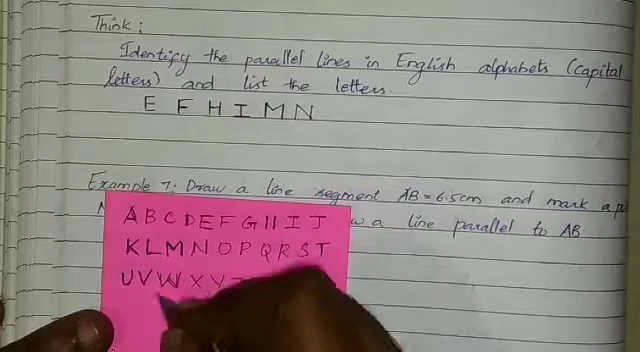 Think :
Identify the parallel lines in English alphabets (capital
letters) and list the letters.
E F H I M N
Example 7: Draw a line segment AB = 6.5cm and mark a
w a line parallel to AB
A B C D E F G H I J
K L M N O P Q R S T
U V W X Y